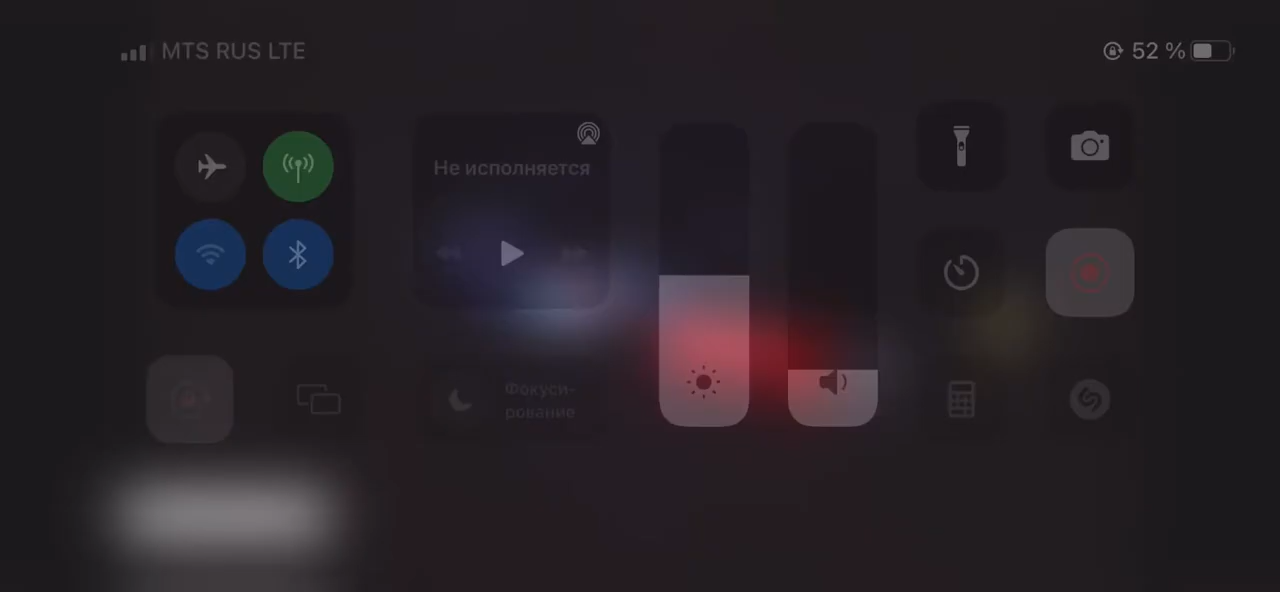 MTS RUS LTE
52 %
Не исполняется
Фокуси-
рование